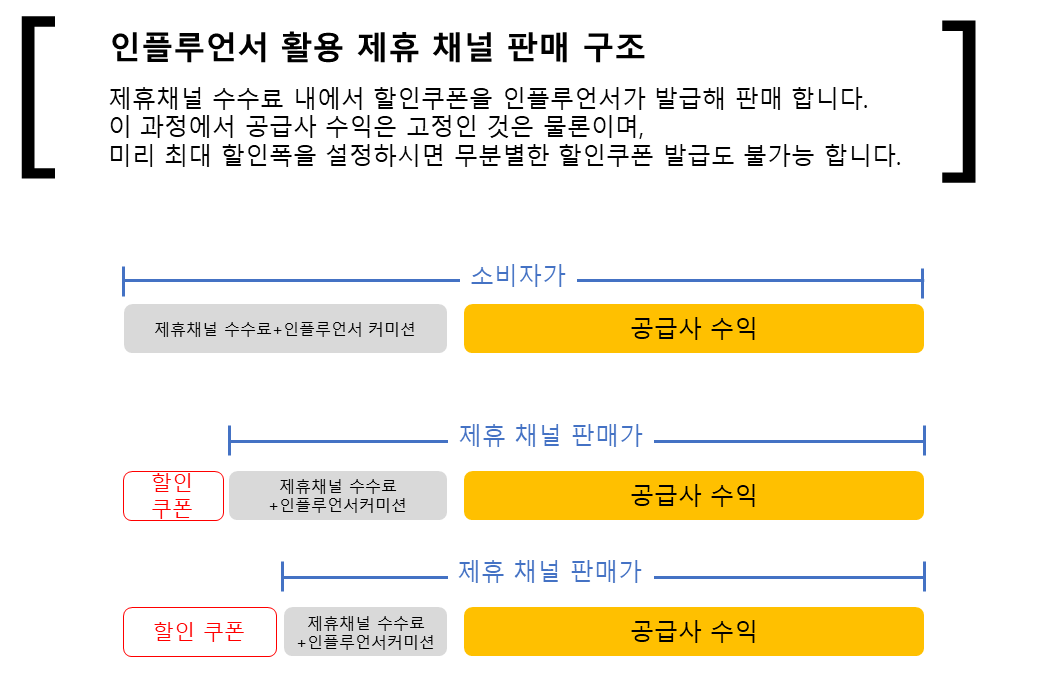 인플루언서 활용 제휴 채널 판매 구조
제휴채널 수수료 내에서 할인쿠폰을 인플루언서가 발급해 판매 합니다.
이 과정에서 공급사 수익은 고정인 것은 물론이며,
미리 최대 할인폭을 설정하시면 무분별한 할인쿠폰 발급도 불가능 합니다.
소비자가
제휴채널 수수료+인플루언서 커미션
공급사 수익
제휴 채널 판매가
할인
쿠폰
제휴채널 수수료
+인플루언서커미션
공급사 수익
제휴 채널 판매가
할인 쿠폰
제휴채널 수수료
+인플루언서커미션
공급사 수익